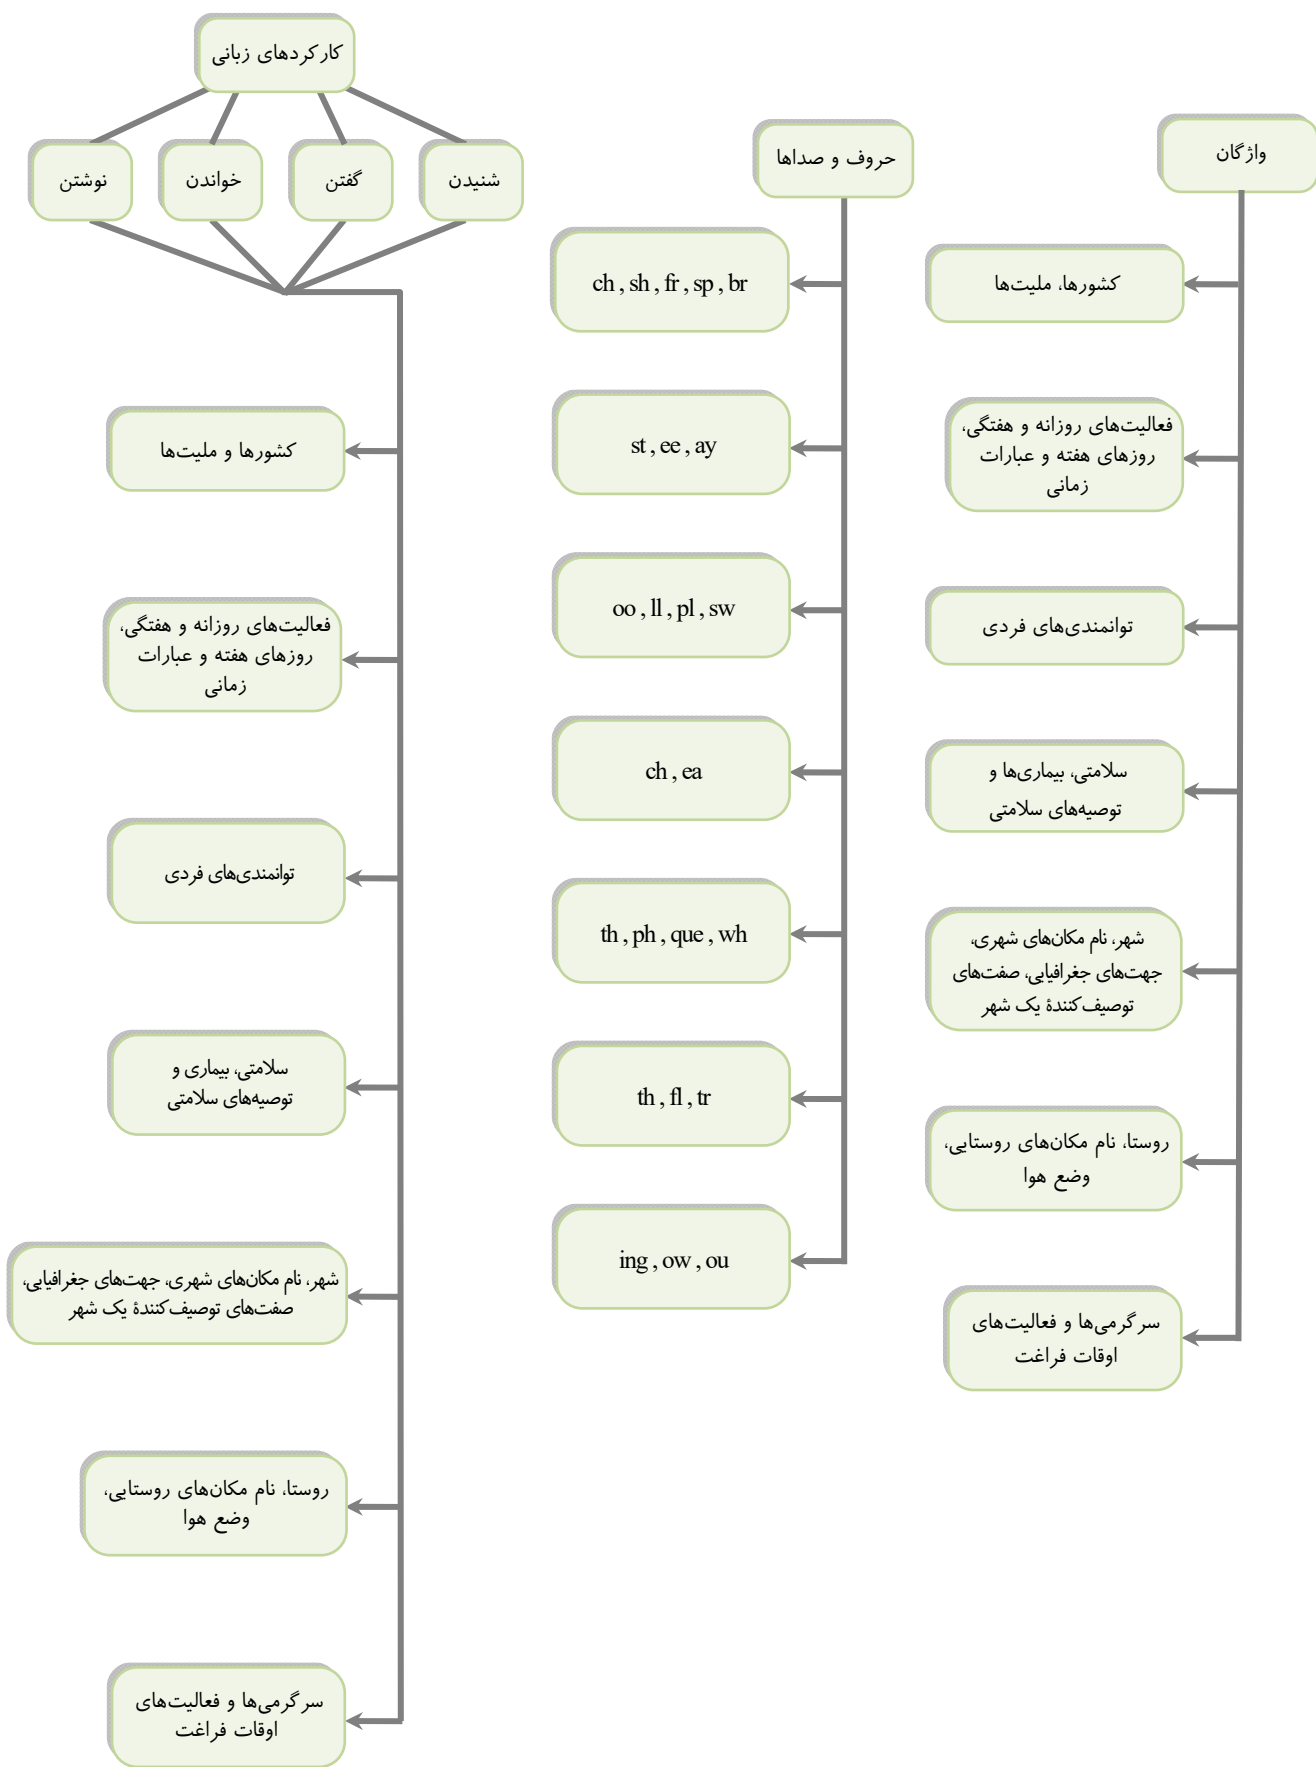 واژگان
کشورها، ملیت‌ها
فعالیت‌های روزانه و هفتگی،
روزهای هفته و عبارات
زمانی
توانمندی‌های فردی
سلامتی، بیماری‌ها و
توصیه‌های سلامتی
شهر، نام مکان‌های شهری،
جهت‌های جغرافیایی، صفت‌های
توصیف‌کنندۀ یک شهر
روستا، نام مکان‌های روستایی،
وضع هوا
سرگرمی‌ها و فعالیت‌های
اوقات فراغت
حروف و صداها
ch , sh , fr , sp , br
st , ee , ay
oo , ll , pl , sw
ch , ea
th , ph , que , wh
th , fl , tr
ing , ow , ou
کارکردهای زبانی
شنیدن
گفتن
خواندن
نوشتن
کشورها و ملیت‌ها
فعالیت‌های روزانه و هفتگی،
روزهای هفته و عبارات
زمانی
توانمندی‌های فردی
سلامتی، بیماری و
توصیه‌های سلامتی
شهر، نام مکان‌های شهری، جهت‌های جغرافیایی،
صفت‌های توصیف‌کنندۀ یک شهر
روستا، نام مکان‌های روستایی،
وضع هوا
سرگرمی‌ها و فعالیت‌های
اوقات فراغت